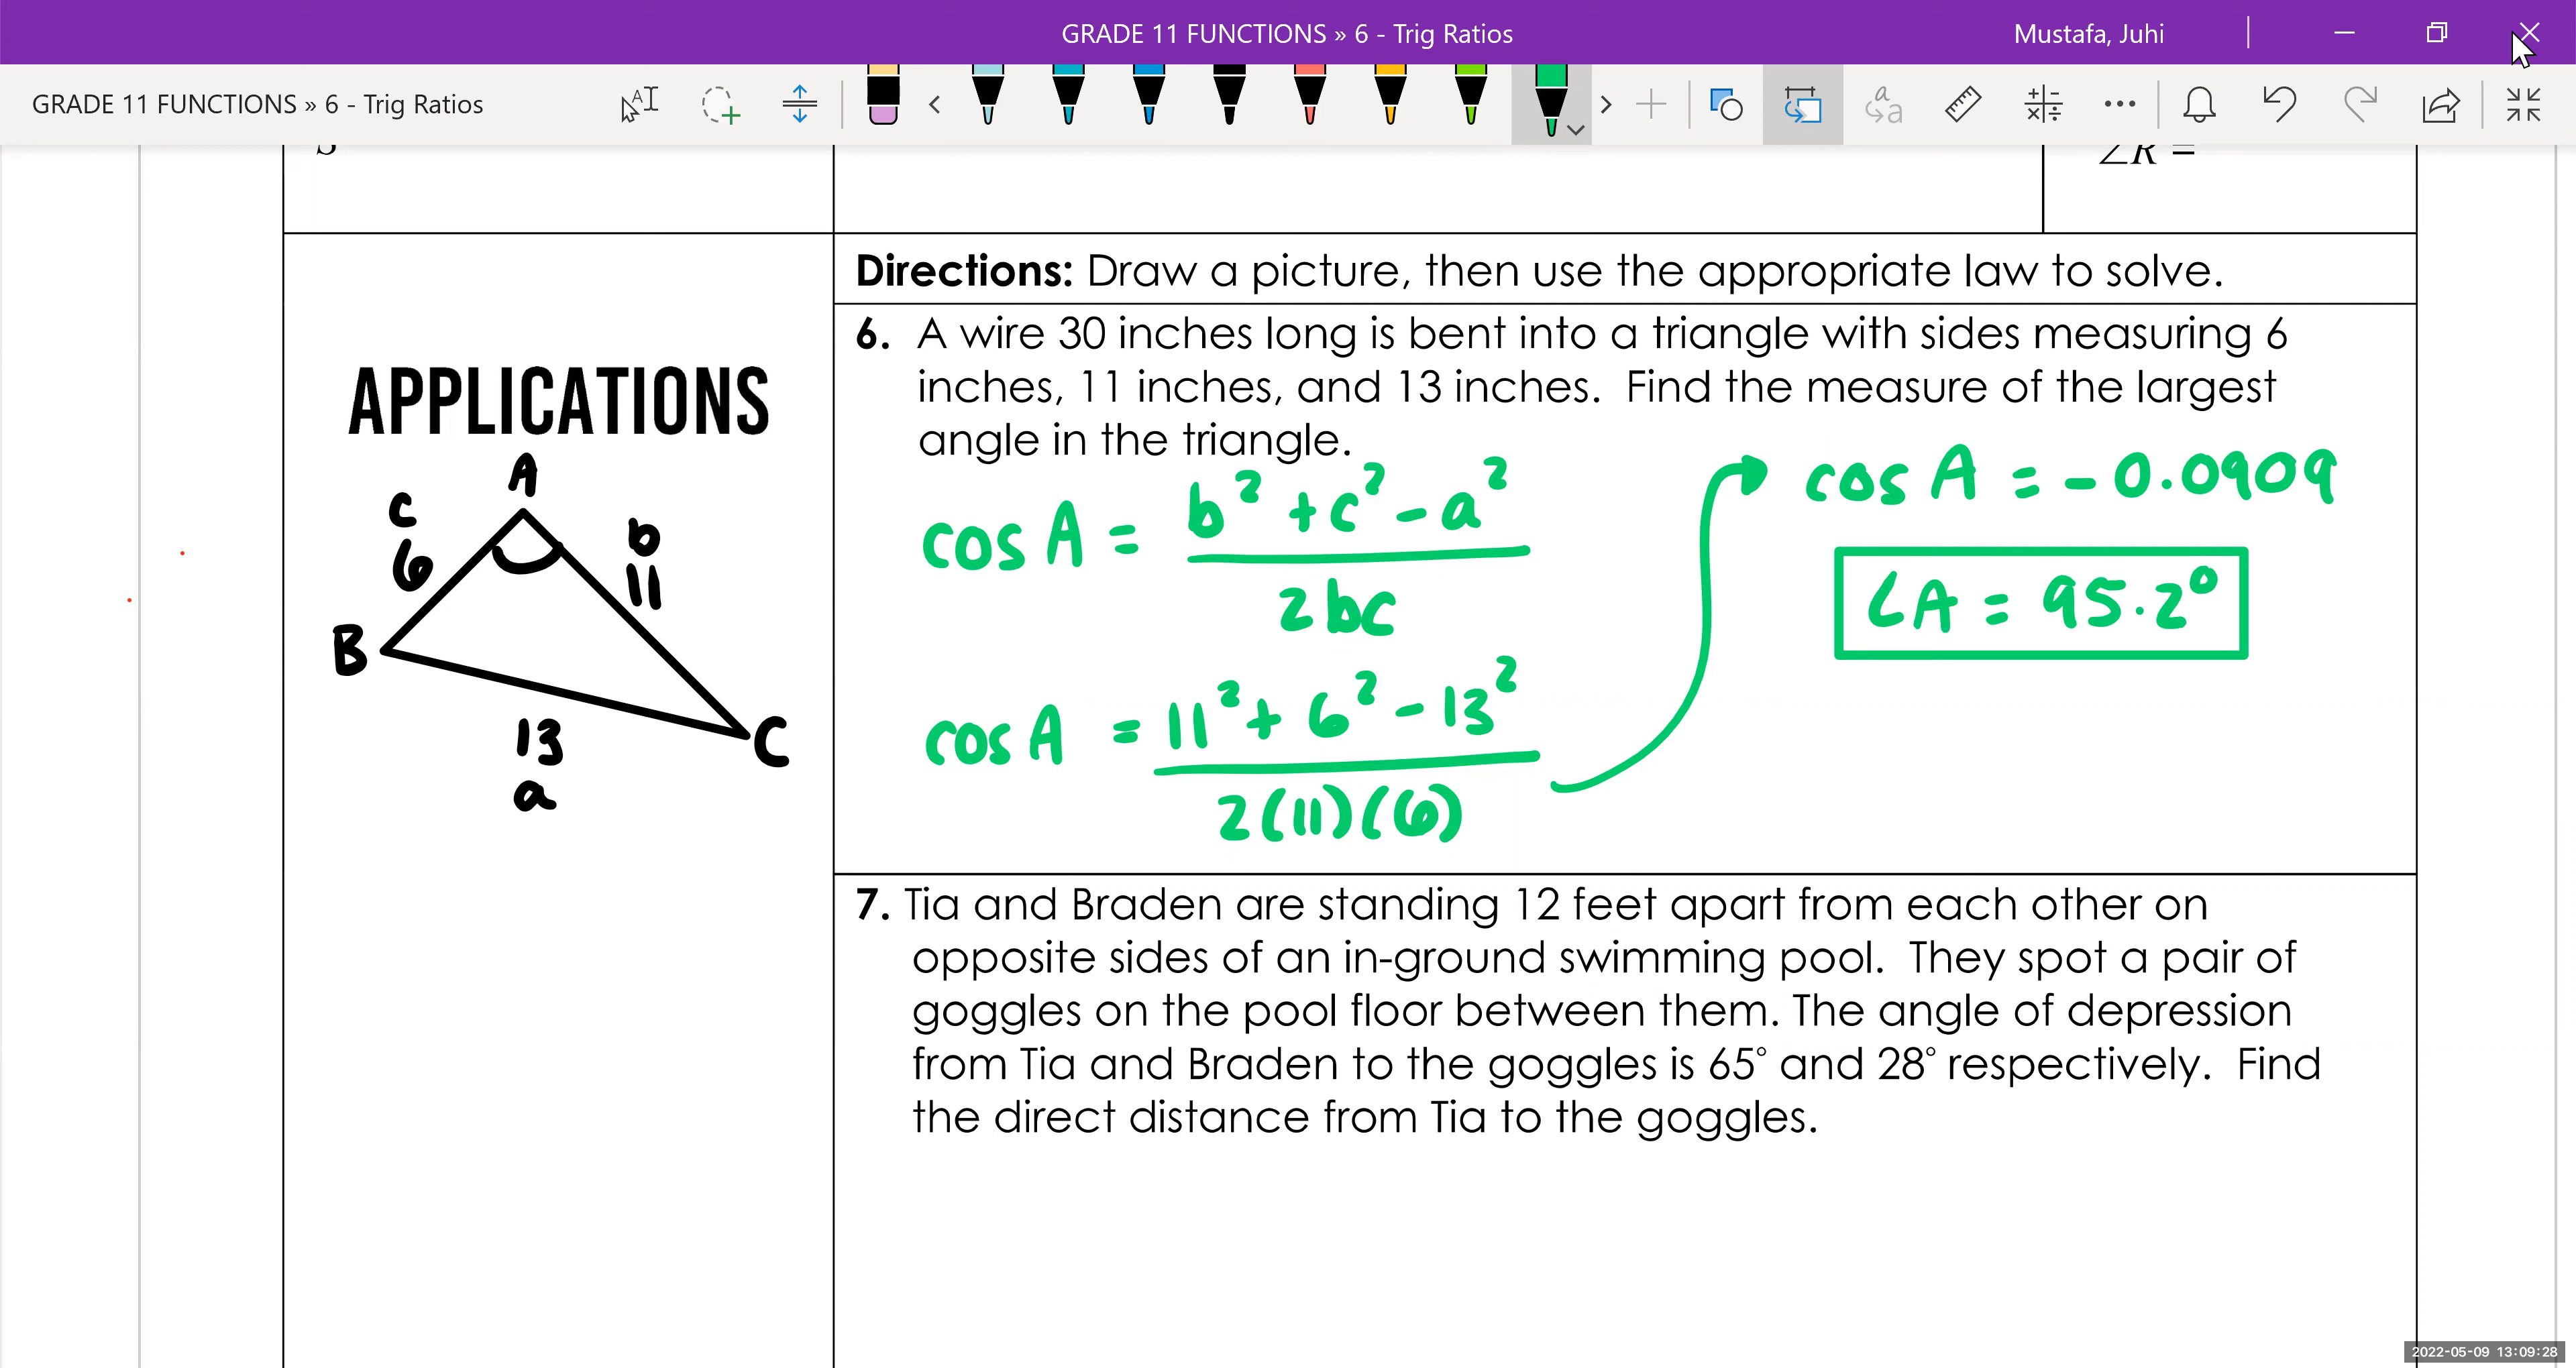 GRADE 11 FUNCTIONS » 6 - Trig Ratios
Mustafa, Juhi
GRADE 11 FUNCTIONS » 6 - Trig Ratios
∠R =
Directions: Draw a picture, then use the appropriate law to solve.
APPLICATIONS
A
c
6
b
11
B
13
a
C
6. A wire 30 inches long is bent into a triangle with sides measuring 6
inches, 11 inches, and 13 inches. Find the measure of the largest
angle in the triangle.
cos A = b² + c² - a²
2bc
cos A = 11² + 6² - 13²
2(11)(6)
cos A = -0.0909
∠A = 95.2°
7. Tia and Braden are standing 12 feet apart from each other on
opposite sides of an in-ground swimming pool. They spot a pair of
goggles on the pool floor between them. The angle of depression
from Tia and Braden to the goggles is 65° and 28° respectively. Find
the direct distance from Tia to the goggles.
2022-05-09 13:09:28